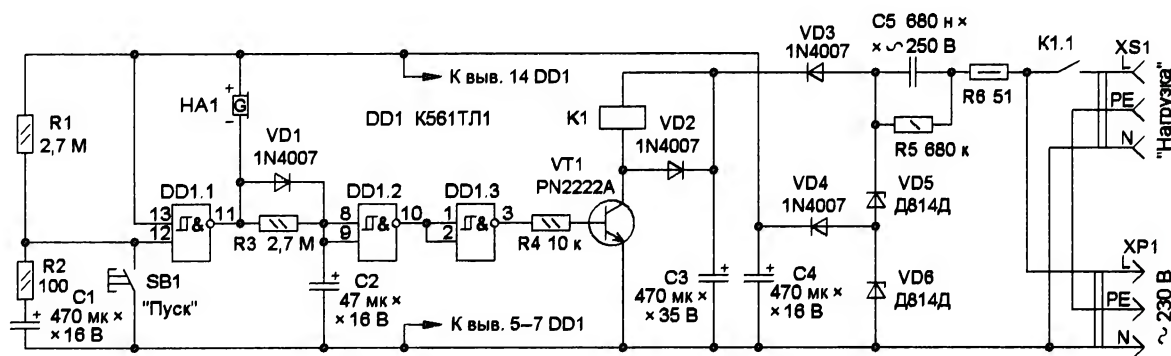 C5 680 н ×
× ∿ 250 В
VD3
1N4007
K1.1
XS1
L
R6 51
PE
N
"Нагрузка"
К выв. 14 DD1
+
HA1
G
−
DD1 К561ТЛ1
K1
VD2
1N4007
R5 680 к
R1
2,7 М
VD1
1N4007
VT1
PN2222A
VD4
1N4007
VD5
Д814Д
DD1.1
DD1.2
DD1.3
13
12
&
11
R3 2,7 М
8
9
&
10
1
2
&
3
R4 10 к
R2
100
C1
470 мк ×
× 16 В
+
SB1
"Пуск"
+
C2
47 мк ×
× 16 В
C3
470 мк ×
× 35 В
+
+
C4
470 мк ×
× 16 В
VD6
Д814Д
XP1
L
PE
N
∿ 230 В
К выв. 5–7 DD1